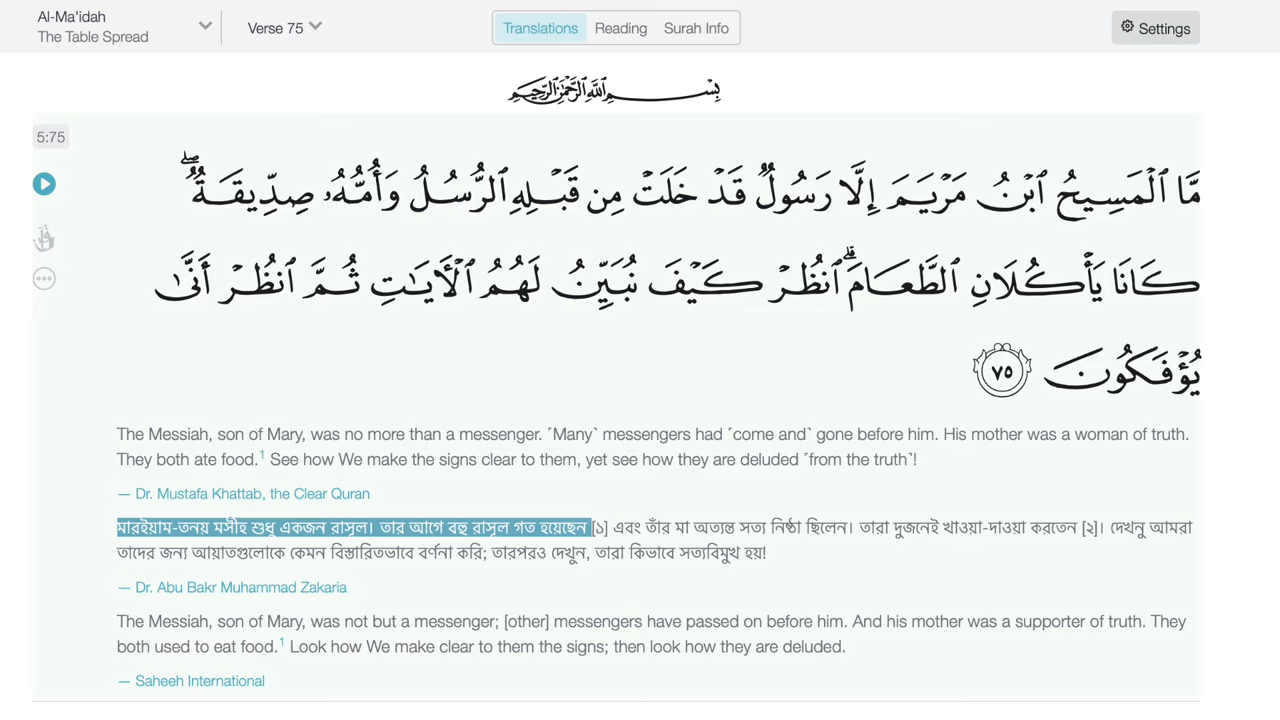 Al-Ma'idah
The Table Spread
Verse 75
Translations
Reading
Surah Info
Settings
بِسْمِ ٱللَّهِ ٱلرَّحْمَٰنِ ٱلرَّحِيمِ
5:75
مَّا ٱلْمَسِيحُ ٱبْنُ مَرْيَمَ إِلَّا رَسُولٌ قَدْ خَلَتْ مِن قَبْلِهِ ٱلرُّسُلُ وَأُمُّهُۥ صِدِّيقَةٌ ۖ
كَانَا يَأْكُلَانِ ٱلطَّعَامَ ۗ ٱنظُرْ كَيْفَ نُبَيِّنُ لَهُمُ ٱلْـَٔايَـٰتِ ثُمَّ ٱنظُرْ أَنَّىٰ
يُؤْفَكُونَ ٧٥
The Messiah, son of Mary, was no more than a messenger. ˹Many˺ messengers had ˹come and˺ gone before him. His mother was a woman of truth.
They both ate food.1 See how We make the signs clear to them, yet see how they are deluded ˹from the truth˺!
— Dr. Mustafa Khattab, the Clear Quran
মারইয়াম-তনয় মসীহ শুধু একজন রাসূল। তার আগে বহু রাসূল গত হয়েছেন [১] এবং তাঁর মা অত্যন্ত সত্য নিষ্ঠা ছিলেন। তারা দুজনেই খাওয়া-দাওয়া করতেন [২]। দেখনু আমরা
তাদের জন্য আয়াতগুলোকে কেমন বিস্তারিতভাবে বর্ণনা করি; তারপরও দেখুন, তারা কিভাবে সত্যবিমুখ হয়!
— Dr. Abu Bakr Muhammad Zakaria
The Messiah, son of Mary, was not but a messenger; [other] messengers have passed on before him. And his mother was a supporter of truth. They
both used to eat food.1 Look how We make clear to them the signs; then look how they are deluded.
— Saheeh International